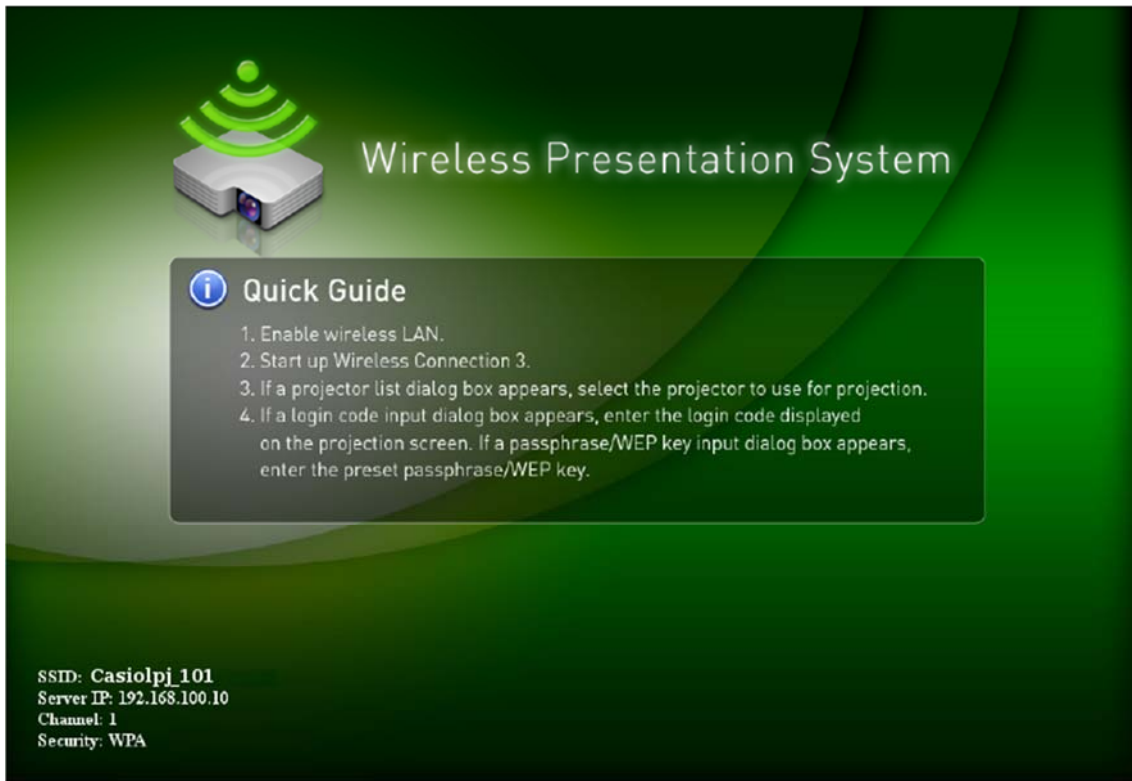 Wireless Presentation System
Quick Guide
1. Enable wireless LAN.
2. Start up Wireless Connection 3.
3. If a projector list dialog box appears, select the projector to use for projection.
4. If a login code input dialog box appears, enter the login code displayed
on the projection screen. If a passphrase/WEP key input dialog box appears,
enter the preset passphrase/WEP key.
SSID: Casiolpj_101
Server IP: 192.168.100.10
Channel: 1
Security: WPA